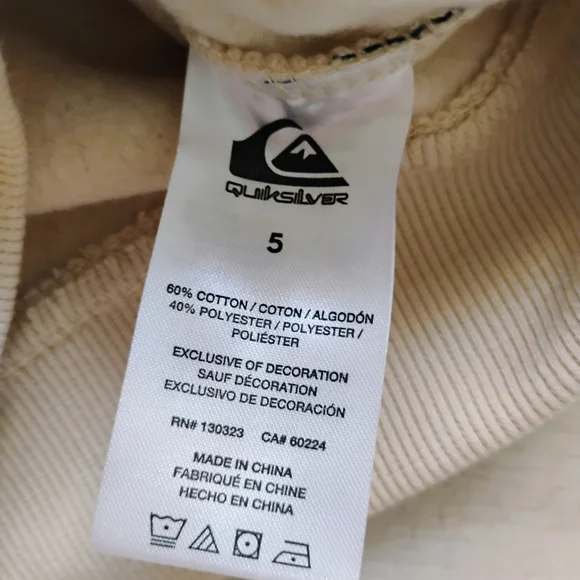 QUIKSILVER
5
60% COTTON / COTON / ALGODÓN
40% POLYESTER / POLYESTER /
POLIÉSTER
EXCLUSIVE OF DECORATION
SAUF DÉCORATION
EXCLUSIVO DE DECORACIÓN
RN# 130323 CA# 60224
MADE IN CHINA
FABRIQUÉ EN CHINE
HECHO EN CHINA